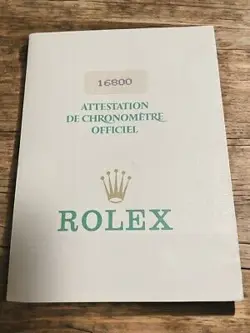 16800
ATTESTATION
DE CHRONOMÈTRE
OFFICIEL
ROLEX